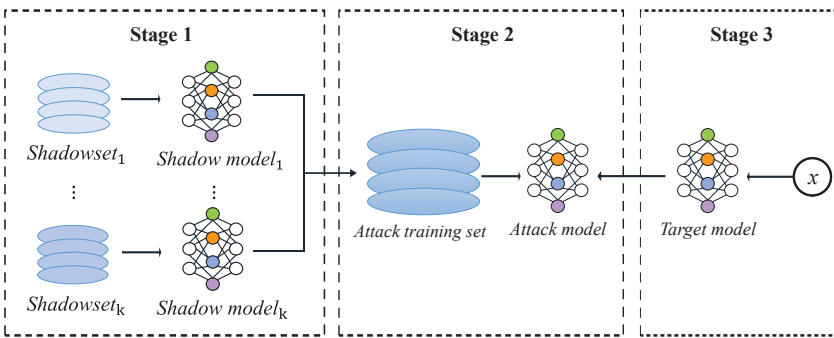 Stage 1
Stage 2
Stage 3
Shadowset₁
Shadow model₁
⋮
⋮
Shadowsetₖ
Shadow modelₖ
Attack training set
Attack model
Target model
x